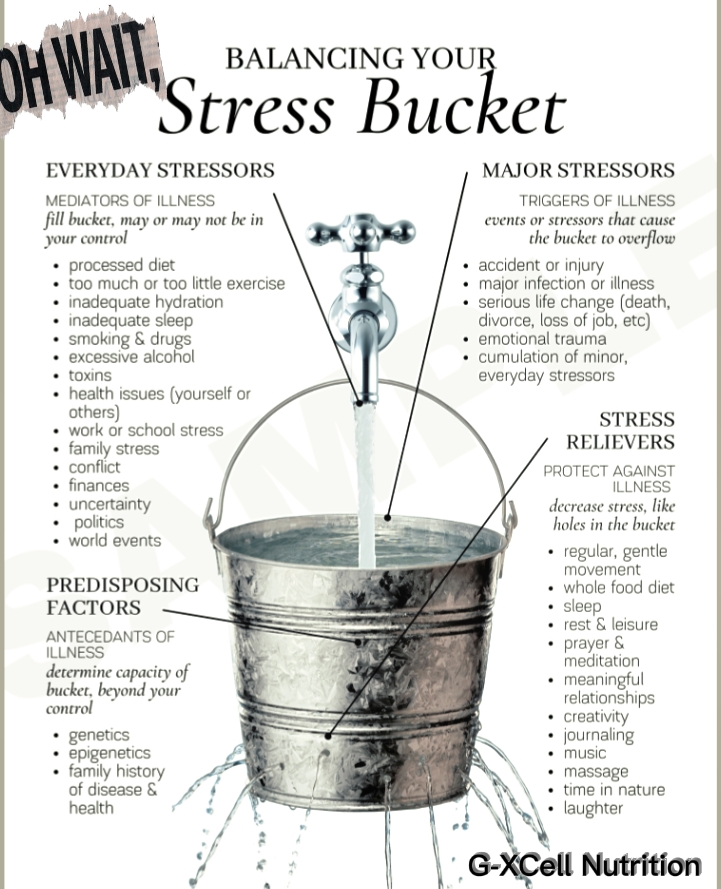 OH WAIT,
BALANCING YOUR
Stress Bucket
EVERYDAY STRESSORS
MEDIATORS OF ILLNESS
fill bucket, may or may not be in
your control
• processed diet
• too much or too little exercise
• inadequate hydration
• inadequate sleep
• smoking & drugs
• excessive alcohol
• toxins
• health issues (yourself or
others)
• work or school stress
• family stress
• conflict
• finances
• uncertainty
• politics
• world events
MAJOR STRESSORS
TRIGGERS OF ILLNESS
events or stressors that cause
the bucket to overflow
• accident or injury
• major infection or illness
• serious life change (death,
divorce, loss of job, etc)
• emotional trauma
• cumulation of minor,
everyday stressors
STRESS
RELIEVERS
PROTECT AGAINST
ILLNESS
decrease stress, like
holes in the bucket
• regular, gentle
movement
• whole food diet
• sleep
• rest & leisure
• prayer &
meditation
• meaningful
relationships
• creativity
• journaling
• music
• massage
• time in nature
• laughter
PREDISPOSING
FACTORS
ANTECEDANTS OF
ILLNESS
determine capacity of
bucket, beyond your
control
• genetics
• epigenetics
• family history
of disease &
health
SAMPLE
G-XCell Nutrition